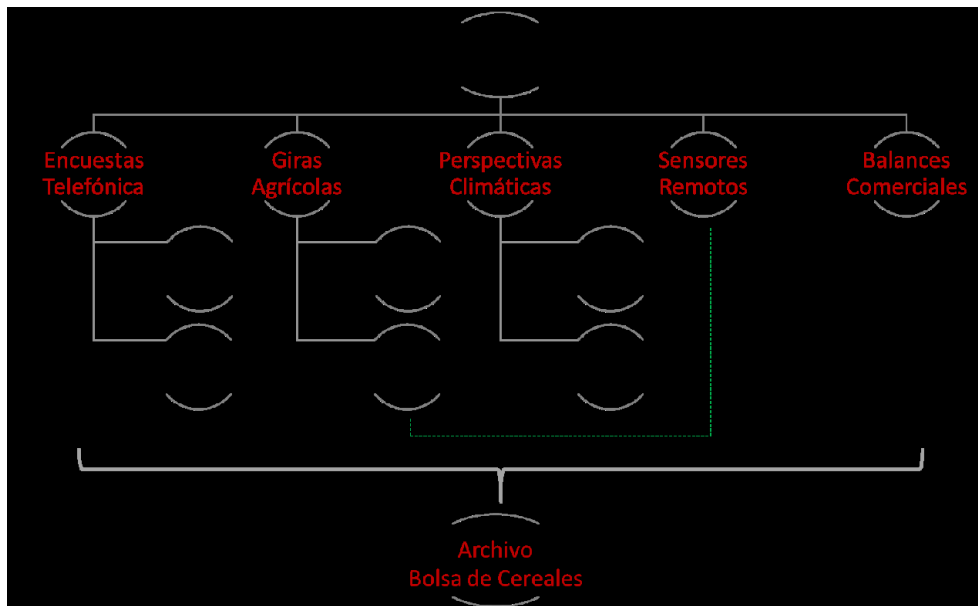 Encuestas
Telefónica
Giras
Agrícolas
Perspectivas
Climáticas
Sensores
Remotos
Balances
Comerciales
Archivo
Bolsa de Cereales